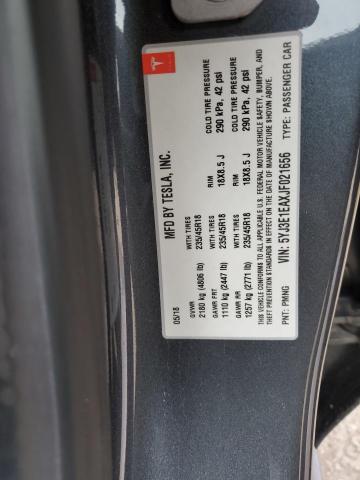 MFD BY TESLA, INC.
05/18
GVWR
2180 kg (4806 lb)
WITH TIRES
235/45R18
RIM
18X8.5 J
COLD TIRE PRESSURE
290 kPa, 42 psi
GAWR FRT
1110 kg (2447 lb)
WITH TIRES
235/45R18
RIM
18X8.5 J
COLD TIRE PRESSURE
290 kPa, 42 psi
GAWR RR
1257 kg (2771 lb)
WITH TIRES
235/45R18
THIS VEHICLE CONFORMS TO ALL APPLICABLE U.S. FEDERAL MOTOR VEHICLE SAFETY, BUMPER, AND
THEFT PREVENTION STANDARDS IN EFFECT ON THE DATE OF MANUFACTURE SHOWN ABOVE.
VIN: 5YJ3E1EAXJF021656
PNT: PMNG
TYPE: PASSENGER CAR